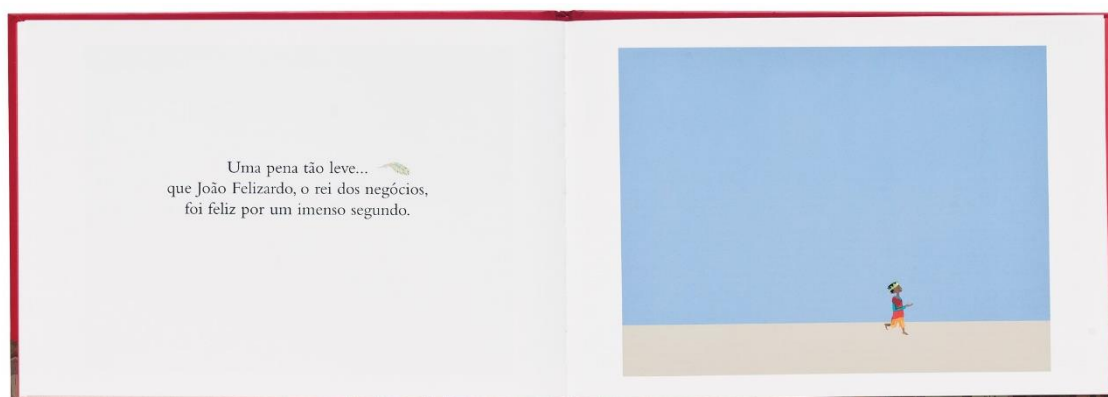 Uma pena tão leve...
que João Felizardo, o rei dos negócios,
foi feliz por um imenso segundo.